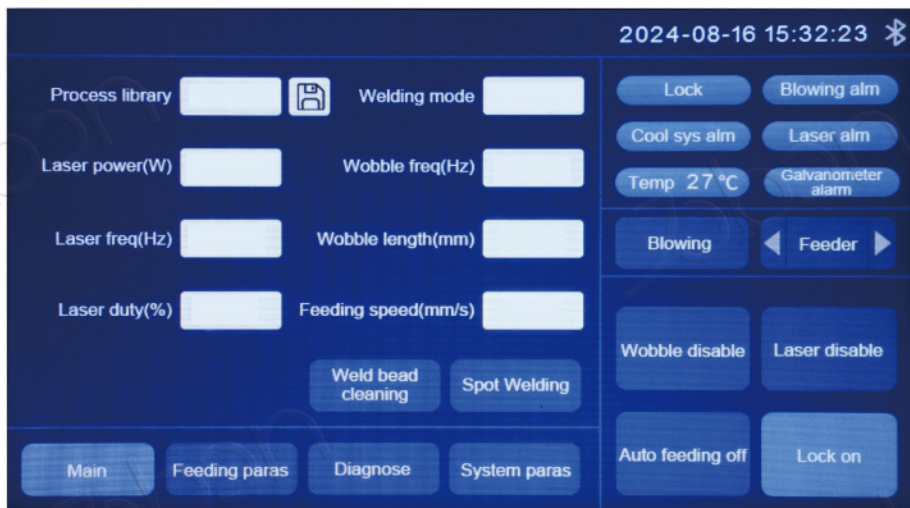 2024-08-16 15:32:23
Process library
Welding mode
Laser power(W)
Wobble freq(Hz)
Laser freq(Hz)
Wobble length(mm)
Laser duty(%)
Feeding speed(mm/s)
Weld bead
cleaning
Spot Welding
Main
Feeding paras
Diagnose
System paras
Lock
Blowing alm
Cool sys alm
Laser alm
Temp 27℃
Galvanometer
alarm
Blowing
Feeder
Wobble disable
Laser disable
Auto feeding off
Lock on